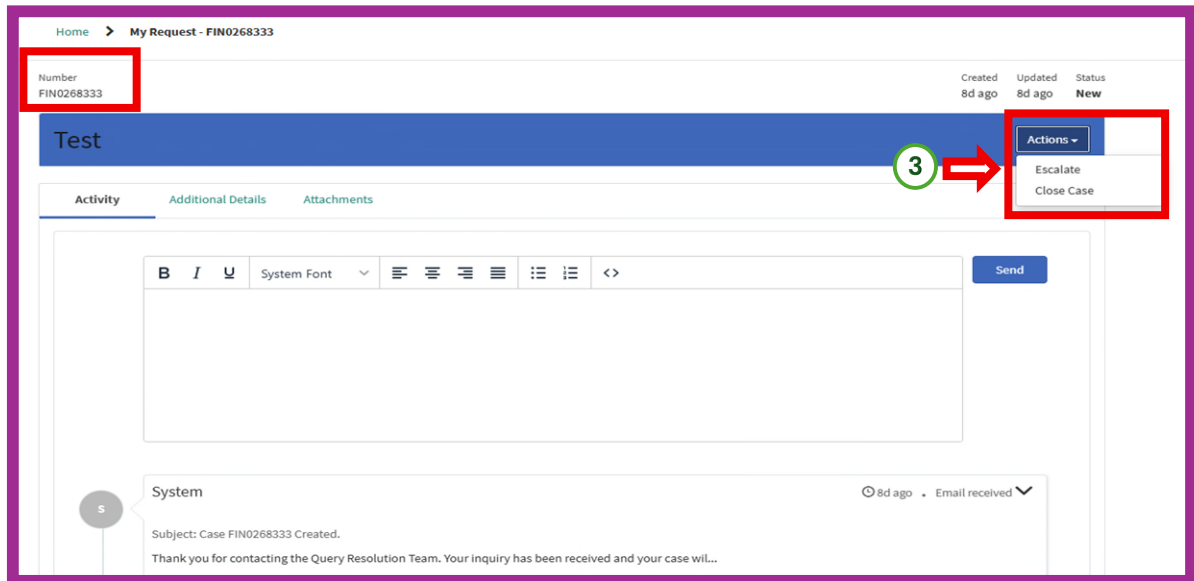 Home > My Request - FIN0268333
Number
FIN0268333
Created Updated Status
8d ago 8d ago New
Test
Actions
3
Escalate
Close Case
Activity Additional Details Attachments
B I U System Font <>
Send
System
8d ago . Email received
S
Subject: Case FIN0268333 Created.
Thank you for contacting the Query Resolution Team. Your inquiry has been received and your case wil...